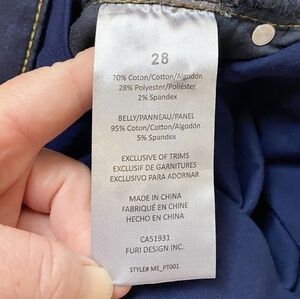 28
70% Coton/Cotton/Algodón
28% Polyester/Poliéster
2% Spandex
BELLY/PANNEAU/PANEL
95% Coton/Cotton/Algodón
5% Spandex
EXCLUSIVE OF TRIMS
EXCLUSIF DE GARNITURES
EXCLUSIVO PARA ADORNAR
MADE IN CHINA
FABRIQUÉ EN CHINE
HECHO EN CHINA
CA51931
FURI DESIGN INC.
STYLE# ME_PT001